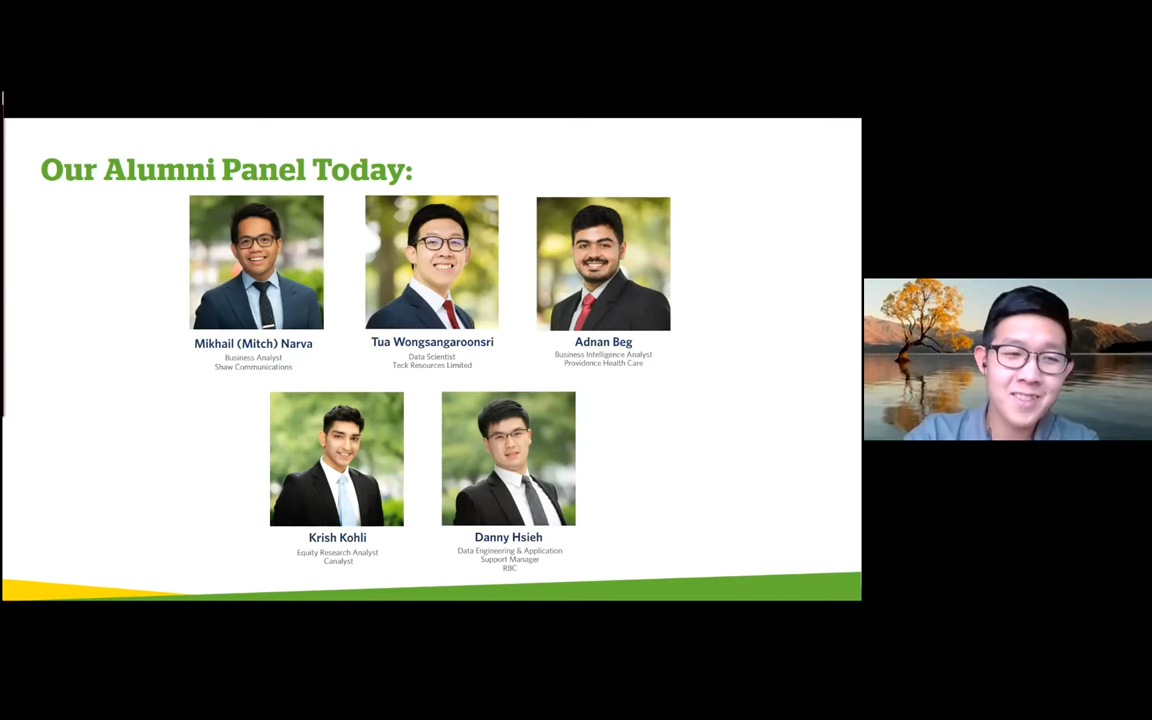 Our Alumni Panel Today:
Mikhail (Mitch) Narva
Business Analyst
Shaw Communications
Tua Wongsangaroonsri
Data Scientist
Teck Resources Limited
Adnan Beg
Business Intelligence Analyst
Providence Health Care
Krish Kohli
Equity Research Analyst
Canalyst
Danny Hsieh
Data Engineering & Application
Support Manager
RBC